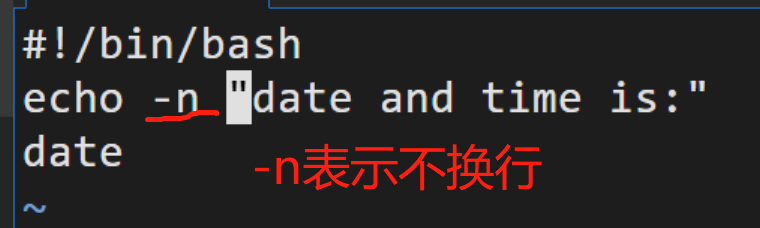 #!/bin/bash
echo -n "date and time is:"
date
-n表示不换行
~